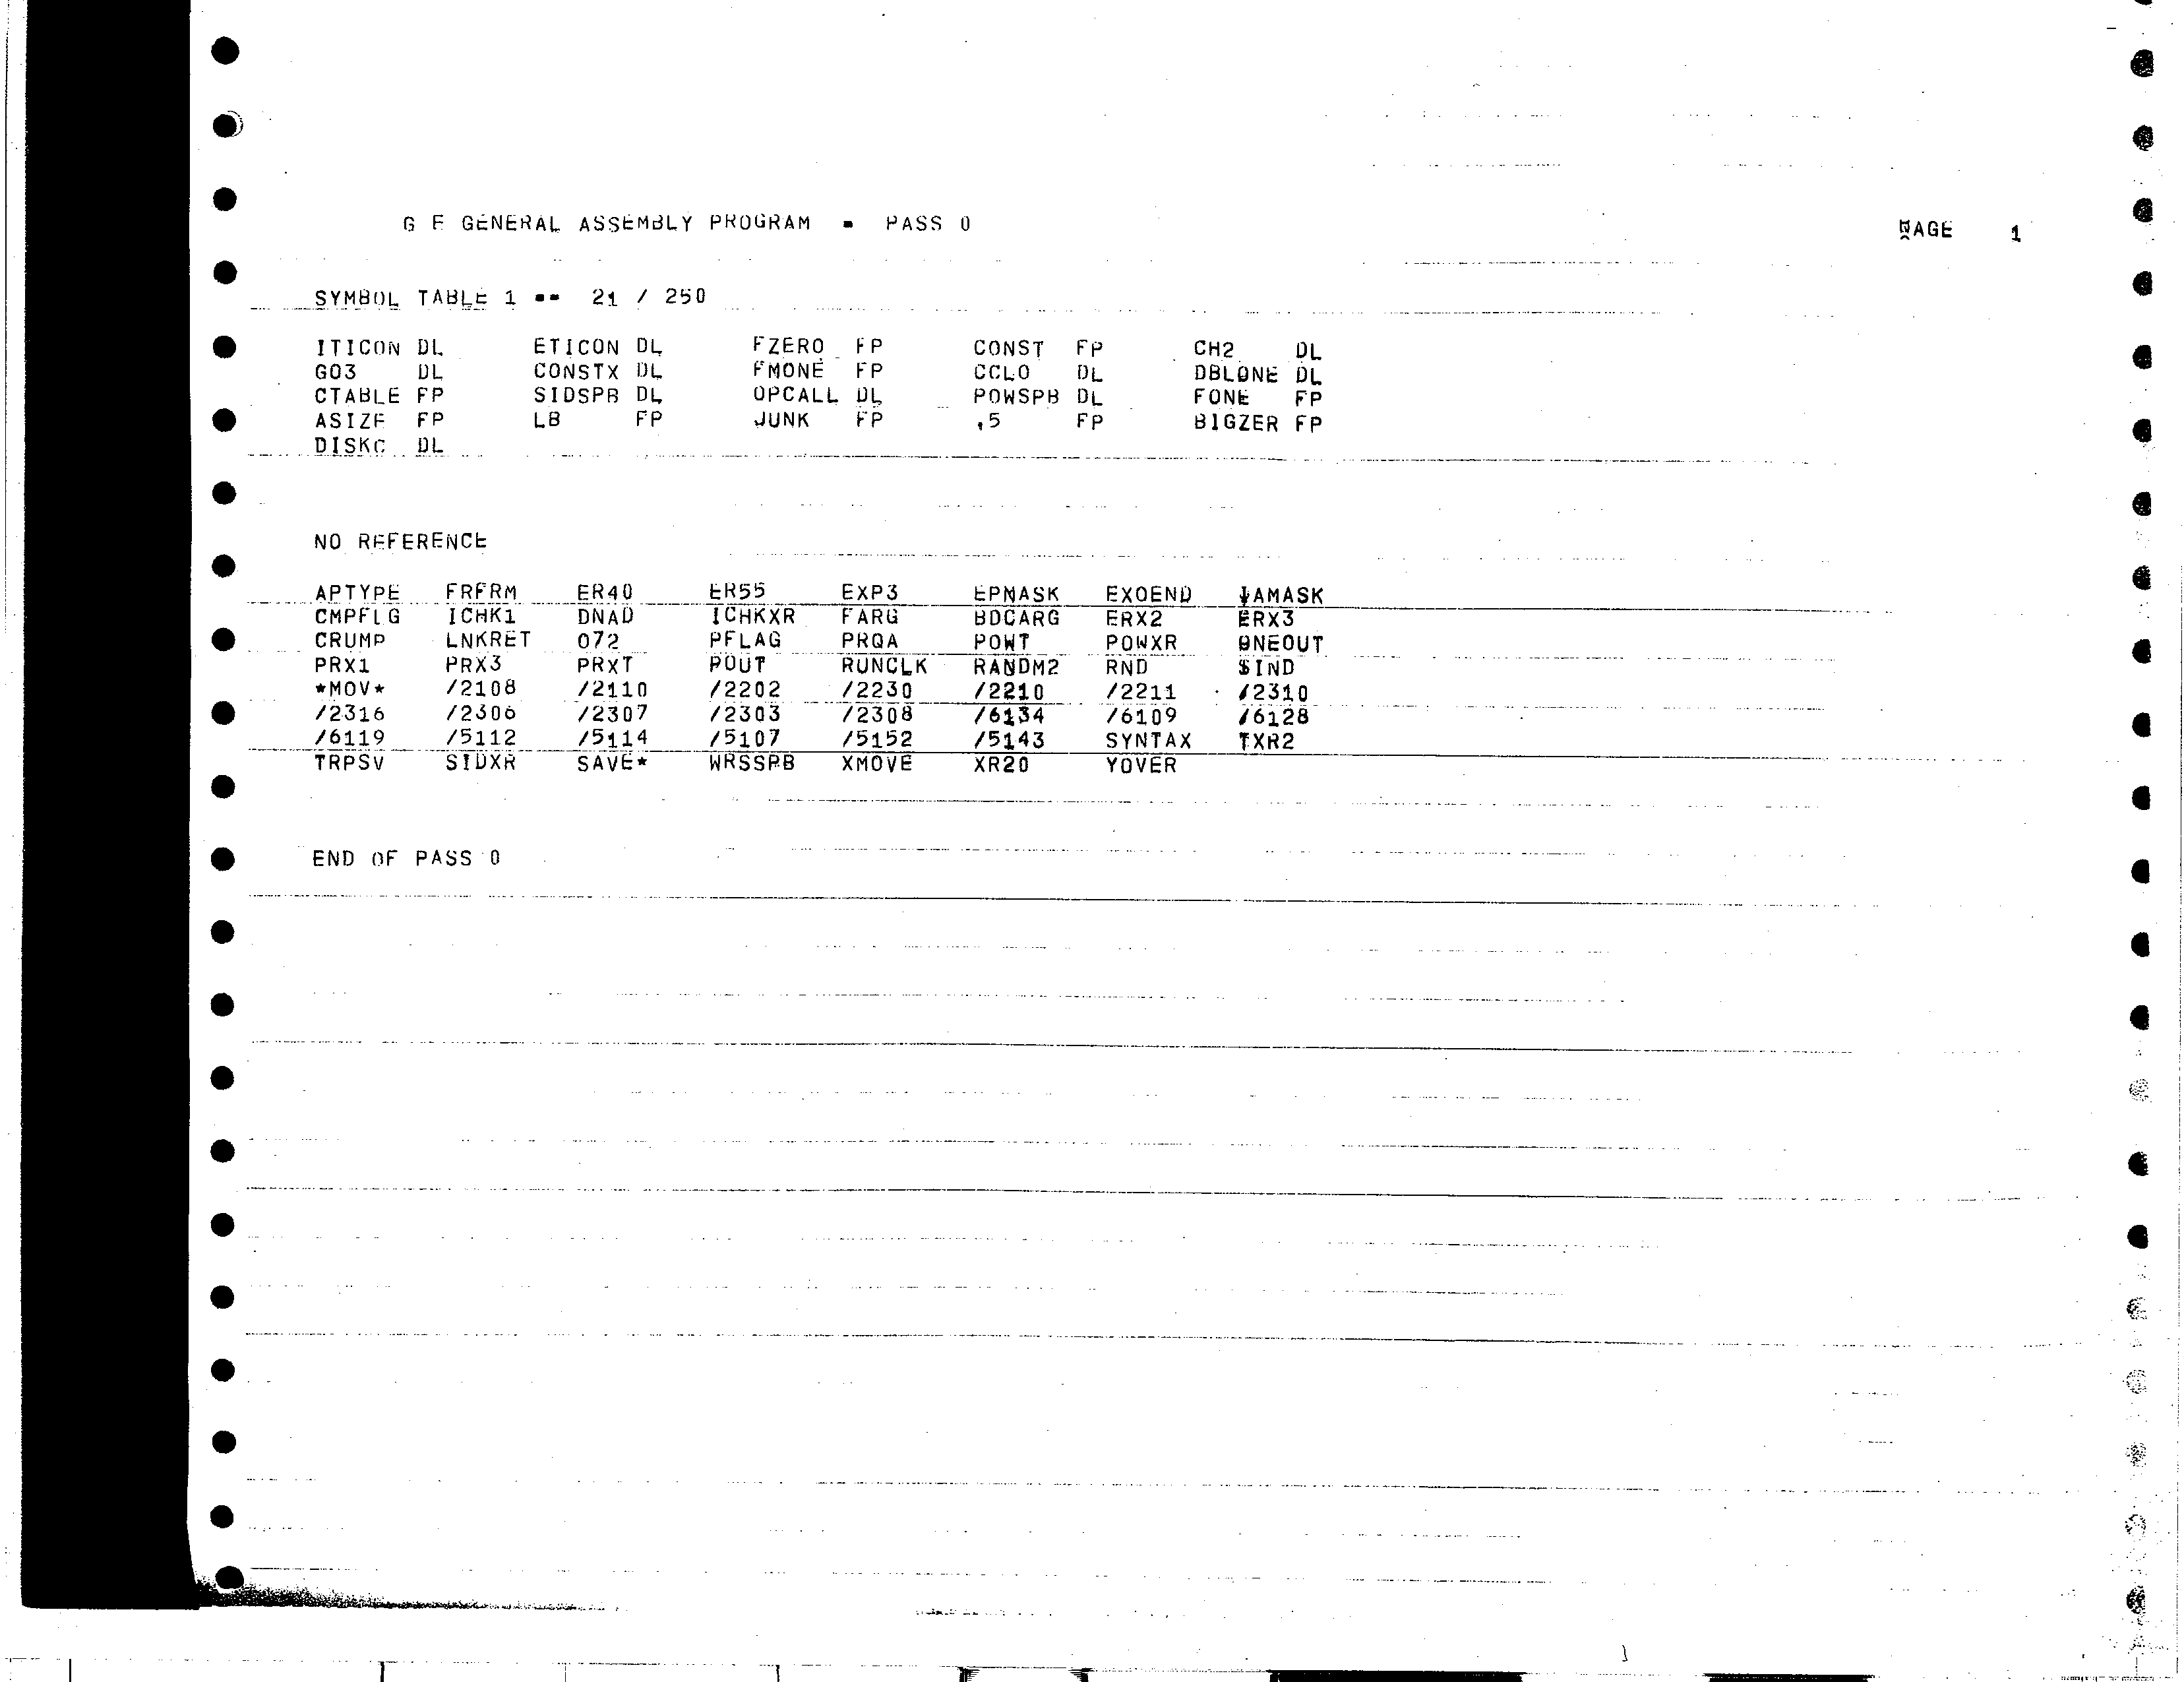 G E GENERAL ASSEMBLY PROGRAM - PASS 0 PAGE 1
SYMBOL TABLE 1 -- 21 / 250
ITICON DL ETICON DL FZERO FP CONST FP CH2 DL
GO3 DL CONSTX DL FMONE FP CCLO DL DBLONE DL
CTABLE FP SIDSPB DL OPCALL DL POWSPB DL FONE FP
ASIZE FP LB FP JUNK FP .5 FP BIGZER FP
DISKC DL
NO REFERENCE
APTYPE FRFRM ER40 ER55 EXP3 EPMASK EXOEND IAMASK
CMPFLG ICHK1 DNAD ICHKXR FARG BDCARG ERX2 ERX3
CRUMP LNKRET O72 PFLAG PRQA POWT POWXR ONEOUT
PRX1 PRX3 PRXT POUT RUNCLK RANDM2 RND SIND
*MOV* /2108 /2110 /2202 /2230 /2210 /2211 /2310
/2316 /2306 /2307 /2303 /2308 /6134 /6109 /6128
/6119 /5112 /5114 /5107 /5152 /5143 SYNTAX TXR2
TRPSV SIDXR SAVE* WRSSPB XMOVE XR20 YOVER
END OF PASS 0